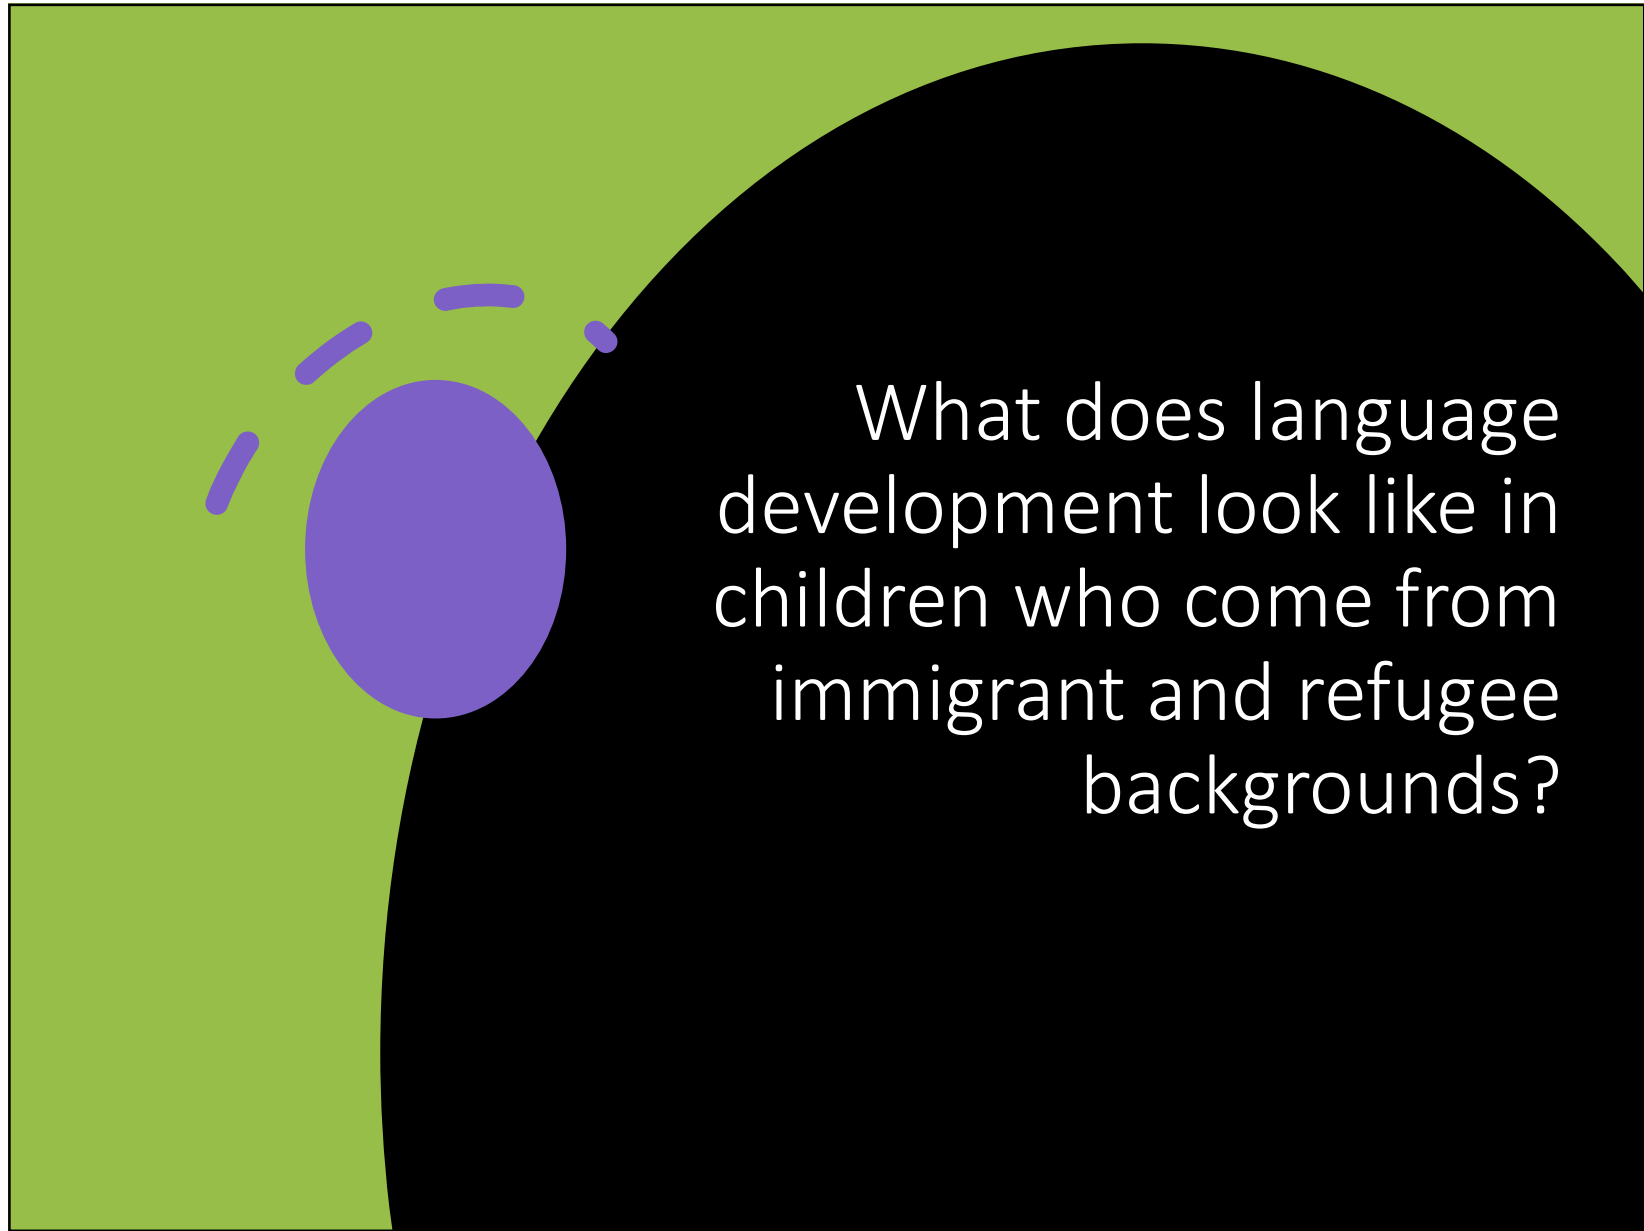 What does language
development look like in
children who come from
immigrant and refugee
backgrounds?